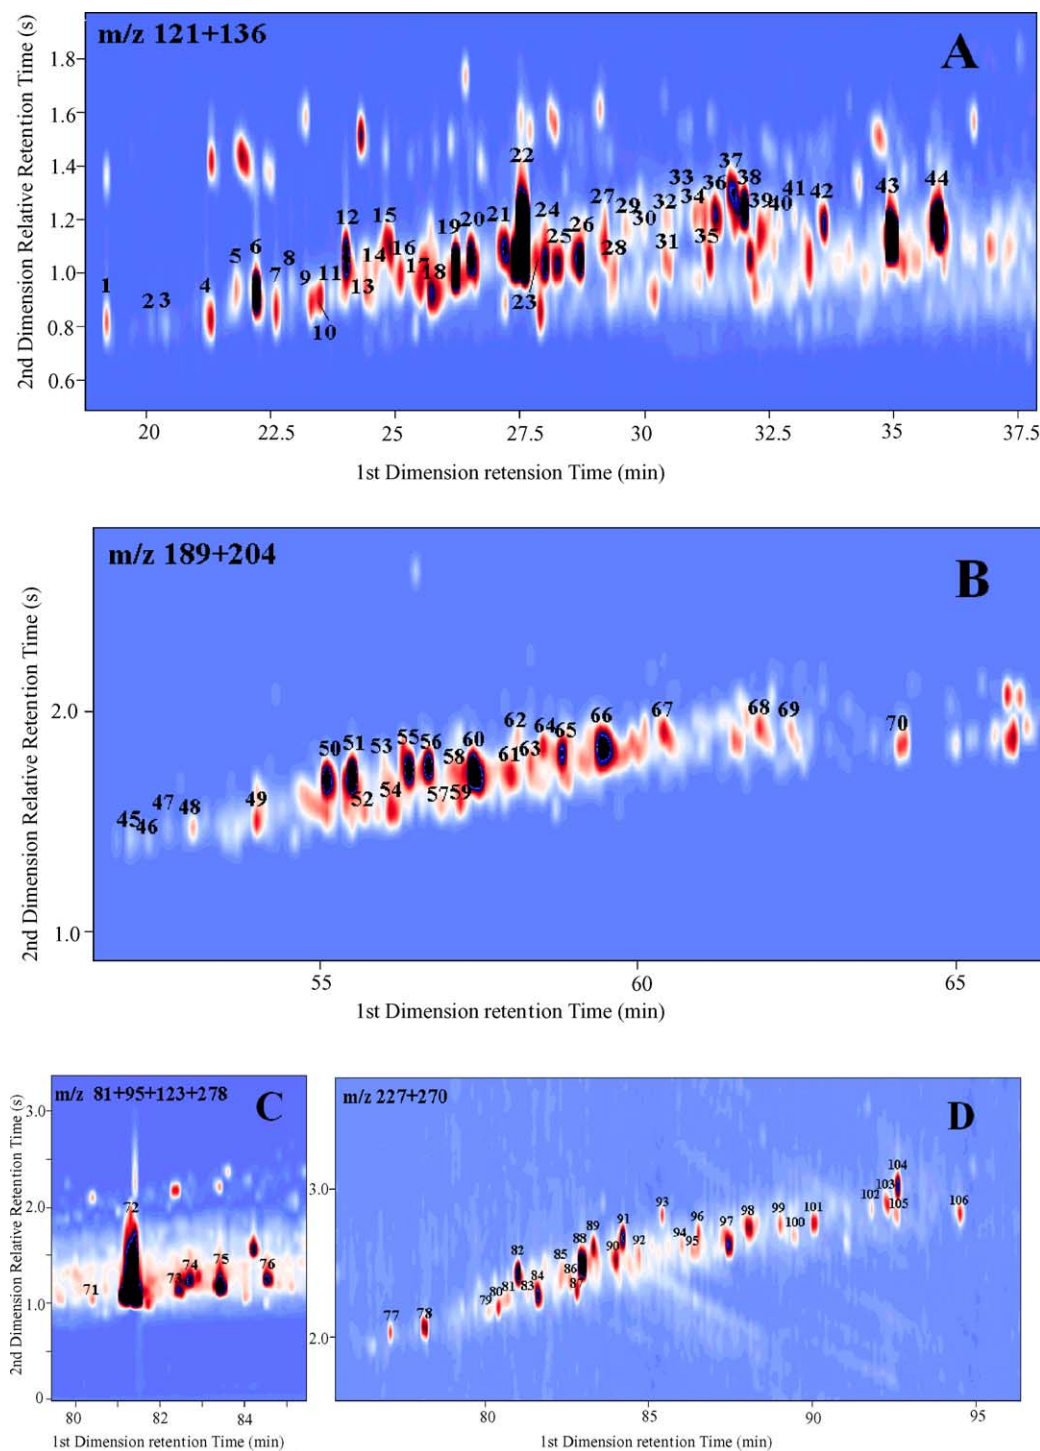 m/z 121+136
A
2nd Dimension Relative Retention Time (s)
1.8
1.6
1.4
1.2
1.0
0.8
0.6
1 2 3 4 5 6 7 8 9 10 11 12 13 14 15 16 17 18 19 20 21 22 23 24 25 26 27 28 29 30 31 32 33 34 35 36 37 38 39 40 41 42 43 44
20 22.5 25 27.5 30 32.5 35 37.5
1st Dimension retension Time (min)
m/z 189+204
B
2nd Dimension Relative Retention Time (s)
2.0
1.0
45 46 47 48 49 50 51 52 53 54 55 56 57 58 59 60 61 62 63 64 65 66 67 68 69 70
55 60 65
1st Dimension retention Time (min)
m/z 81+95+123+278
C
2nd Dimension Relative Retention Time (s)
3.0
2.0
1.0
0
71 72 73 74 75 76
80 82 84
1st Dimension retention Time (min)
m/z 227+270
D
3.0
2.0
77 78 79 80 81 82 83 84 85 86 87 88 89 90 91 92 93 94 95 96 97 98 99 100 101 102 103 104 105 106
80 85 90 95
1st Dimension retention Time (min)